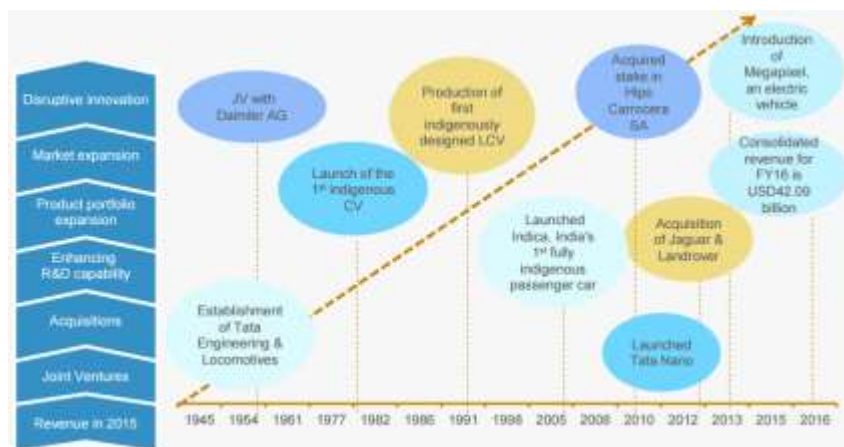 Disruptive innovation
Market expansion
Product portfolio
expansion
Enhancing
R&D capability
Acquisitions
Joint Ventures
Revenue in 2015
JV with
Daimler AG
Launch of the
1st indigenous
CV
Production of
first
indigenously
designed LCV
Establishment
of Tata
Engineering &
Locomotives
Launched
Indica, India's
1st fully
indigenous
passenger car
Acquired
stake in
Hipo
Carrocera
SA
Acquisition
of Jaguar &
Landrover
Launched
Tata Nano
Introduction
of
Megapixel,
an electric
vehicle
Consolidated
revenue for
FY16 is
USD42.09
billion
1945 1954 1961 1977 1982 1986 1991 1998 2005 2008 2010 2012 2013 2015 2016